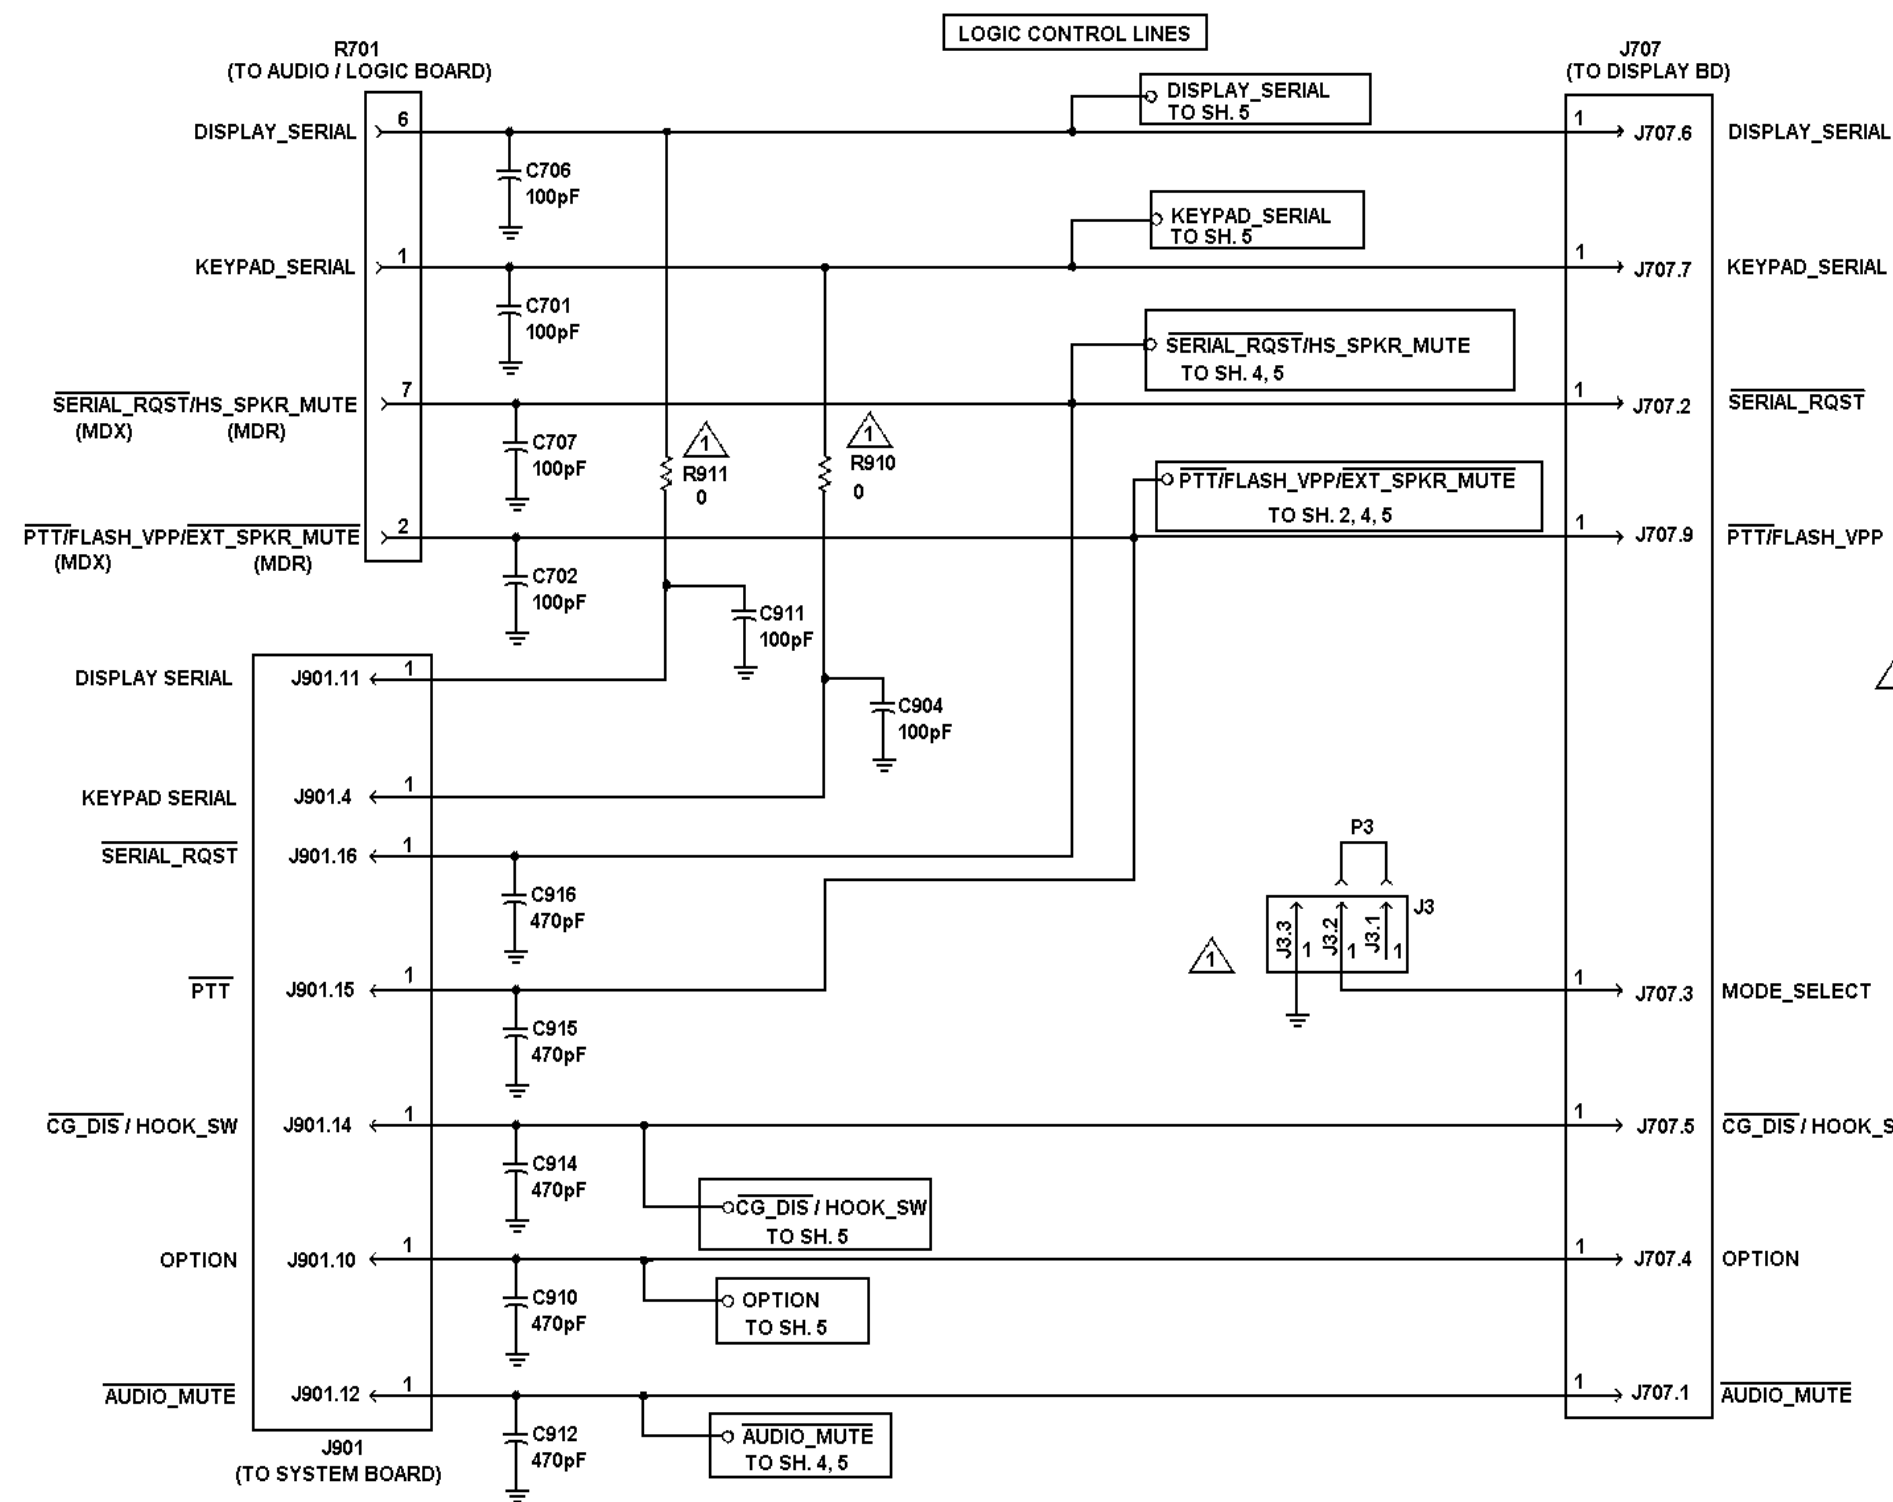 LOGIC CONTROL LINES
R701
(TO AUDIO / LOGIC BOARD)
J707
(TO DISPLAY BD)
DISPLAY_SERIAL
TO SH. 5
DISPLAY_SERIAL
6
1
J707.6
DISPLAY_SERIAL
C706
100pF
KEYPAD_SERIAL
TO SH. 5
KEYPAD_SERIAL
1
1
J707.7
KEYPAD_SERIAL
C701
100pF
SERIAL_RQST/HS_SPKR_MUTE
TO SH. 4, 5
SERIAL_RQST/HS_SPKR_MUTE
(MDX)
(MDR)
7
1
J707.2
SERIAL_RQST
C707
100pF
1
R911
0
1
R910
0
PTT/FLASH_VPP/EXT_SPKR_MUTE
TO SH. 2, 4, 5
PTT/FLASH_VPP/EXT_SPKR_MUTE
(MDX)
(MDR)
2
1
J707.9
PTT/FLASH_VPP
C702
100pF
C911
100pF
DISPLAY SERIAL
J901.11
1
C904
100pF
KEYPAD SERIAL
J901.4
1
SERIAL_RQST
J901.16
1
C916
470pF
P3
J3
J3.3
1
J3.2
1
J3.1
1
1
PTT
J901.15
1
1
J707.3
MODE_SELECT
C915
470pF
CG_DIS / HOOK_SW
J901.14
1
1
J707.5
CG_DIS / HOOK_S
C914
470pF
CG_DIS / HOOK_SW
TO SH. 5
OPTION
J901.10
1
1
J707.4
OPTION
C910
470pF
OPTION
TO SH. 5
AUDIO_MUTE
J901.12
1
1
J707.1
AUDIO_MUTE
C912
470pF
AUDIO_MUTE
TO SH. 4, 5
J901
(TO SYSTEM BOARD)